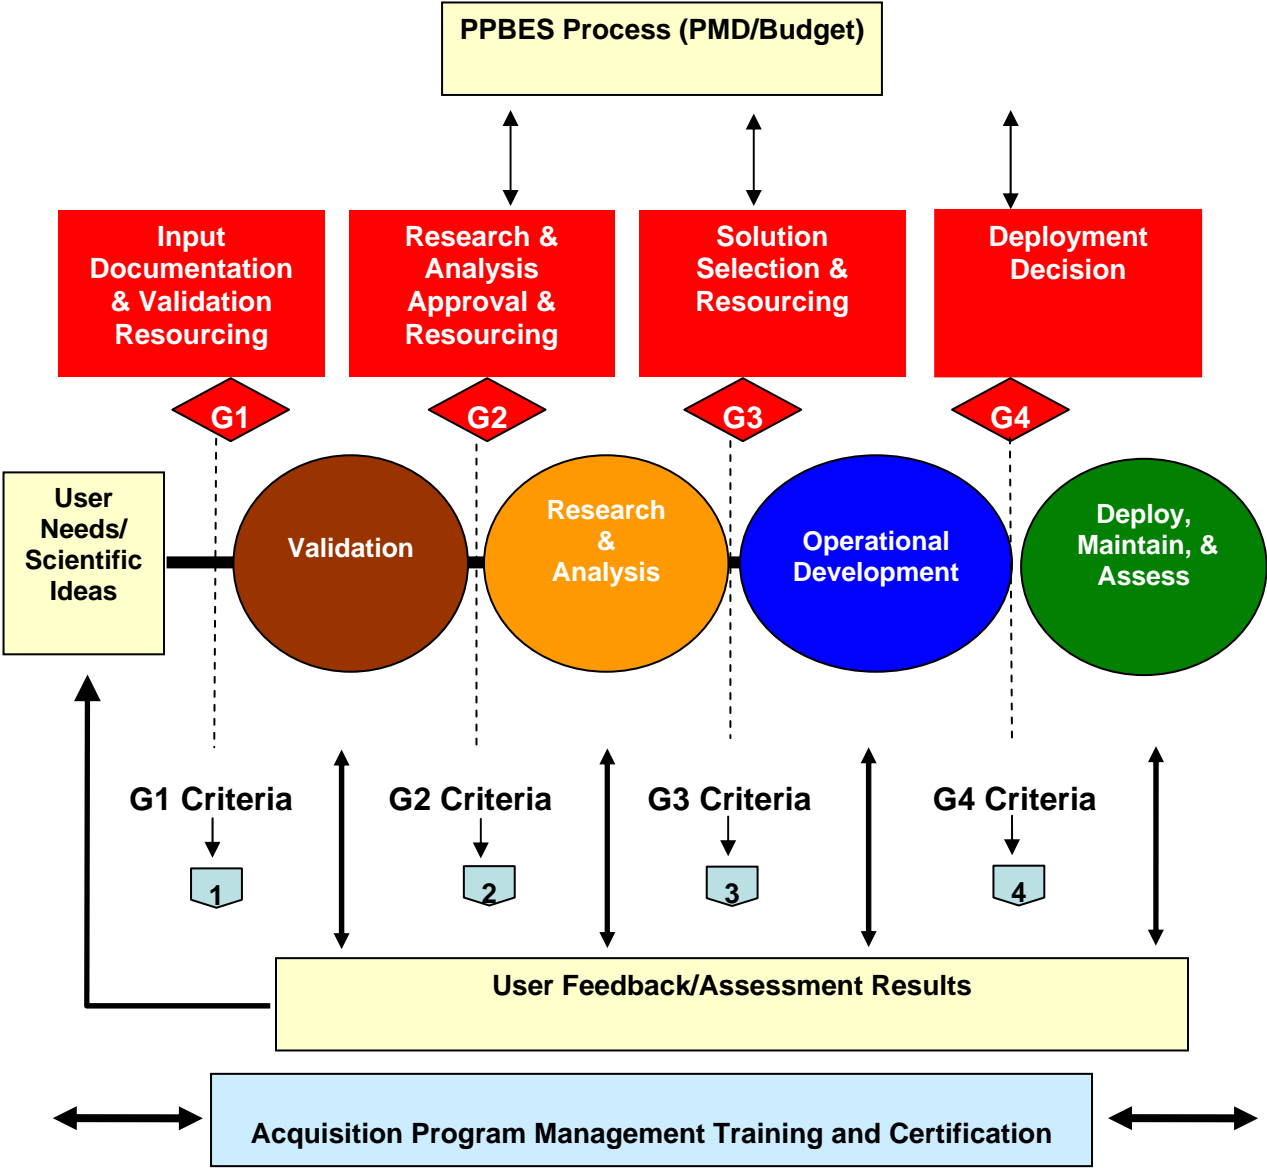 PPBES Process (PMD/Budget)
Input
Documentation
& Validation
Resourcing
Research &
Analysis
Approval &
Resourcing
Solution
Selection &
Resourcing
Deployment
Decision
G1
G2
G3
G4
User
Needs/
Scientific
Ideas
Validation
Research
&
Analysis
Operational
Development
Deploy,
Maintain, &
Assess
G1 Criteria
G2 Criteria
G3 Criteria
G4 Criteria
1
2
3
4
User Feedback/Assessment Results
Acquisition Program Management Training and Certification